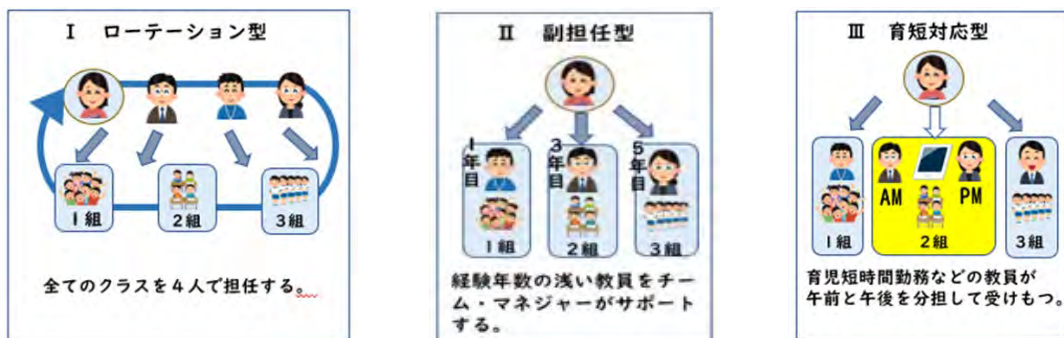 Ⅰ ローテーション型
1組
2組
3組
全てのクラスを4人で担任する。
Ⅱ 副担任型
1年目
3年目
5年目
1組
2組
3組
経験年数の浅い教員をチー
ム・マネジャーがサポート
する。
Ⅲ 育短対応型
AM
PM
1組
2組
3組
育児短時間勤務などの教員が
午前と午後を分担して受けもつ。